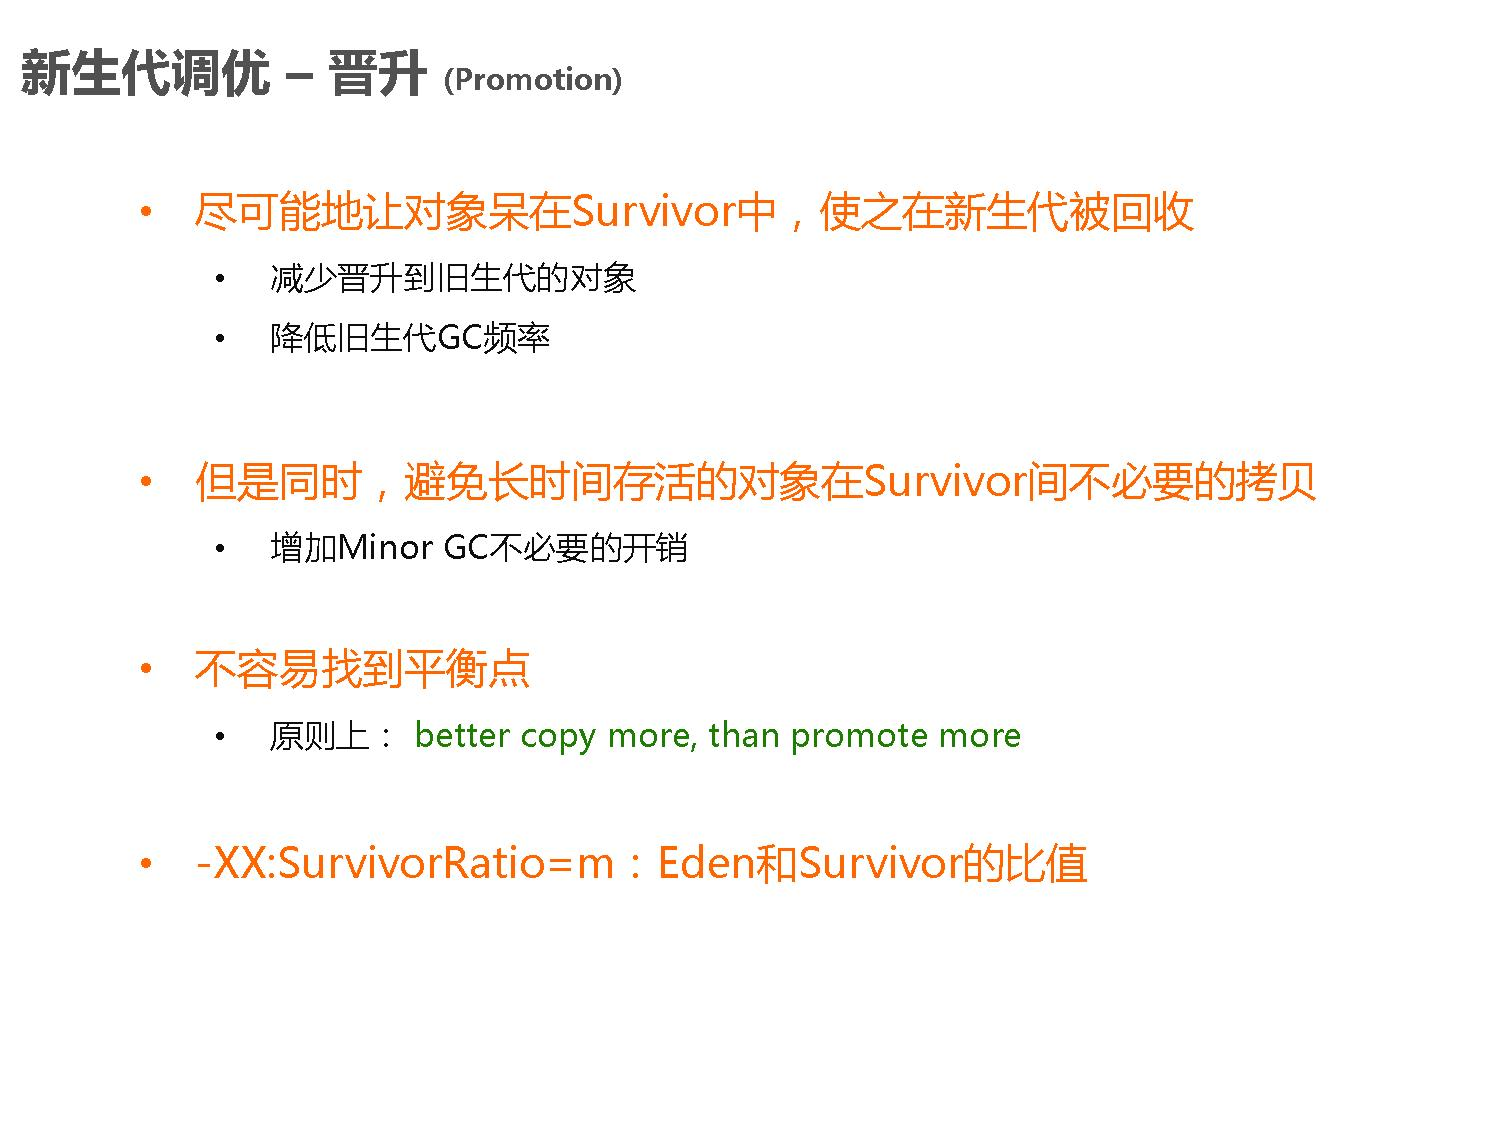 新生代调优 – 晋升 (Promotion)
• 尽可能地让对象呆在Survivor中，使之在新生代被回收
• 减少晋升到旧生代的对象
• 降低旧生代GC频率
• 但是同时，避免长时间存活的对象在Survivor间不必要的拷贝
• 增加Minor GC不必要的开销
• 不容易找到平衡点
• 原则上： better copy more, than promote more
• -XX:SurvivorRatio=m：Eden和Survivor的比值